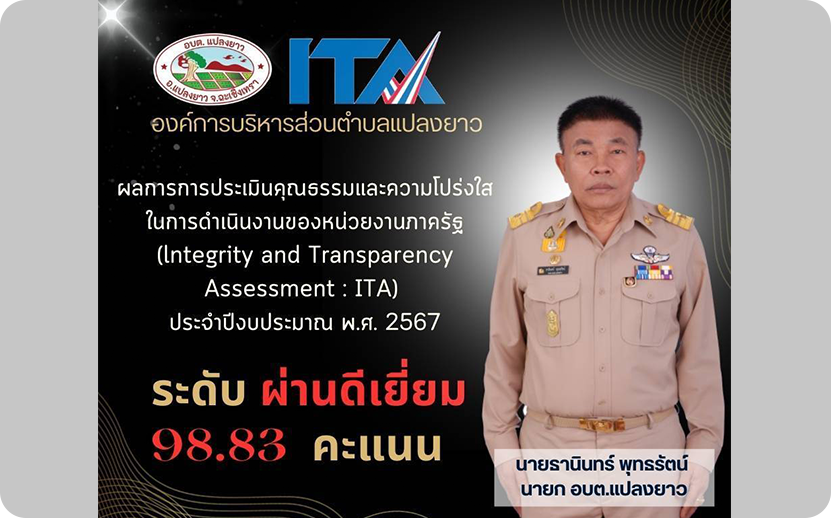 อบต. แปลงยาว
อ.แปลงยาว จ.ฉะเชิงเทรา
ITA
องค์การบริหารส่วนตำบลแปลงยาว
ผลการการประเมินคุณธรรมและความโปร่งใส
ในการดำเนินงานของหน่วยงานภาครัฐ
(Integrity and Transparency
Assessment : ITA)
ประจำปีงบประมาณ พ.ศ. 2567
ระดับ ผ่านดีเยี่ยม
98.83 คะแนน
นายธานินทร์ พุทธรัตน์
นายก อบต.แปลงยาว